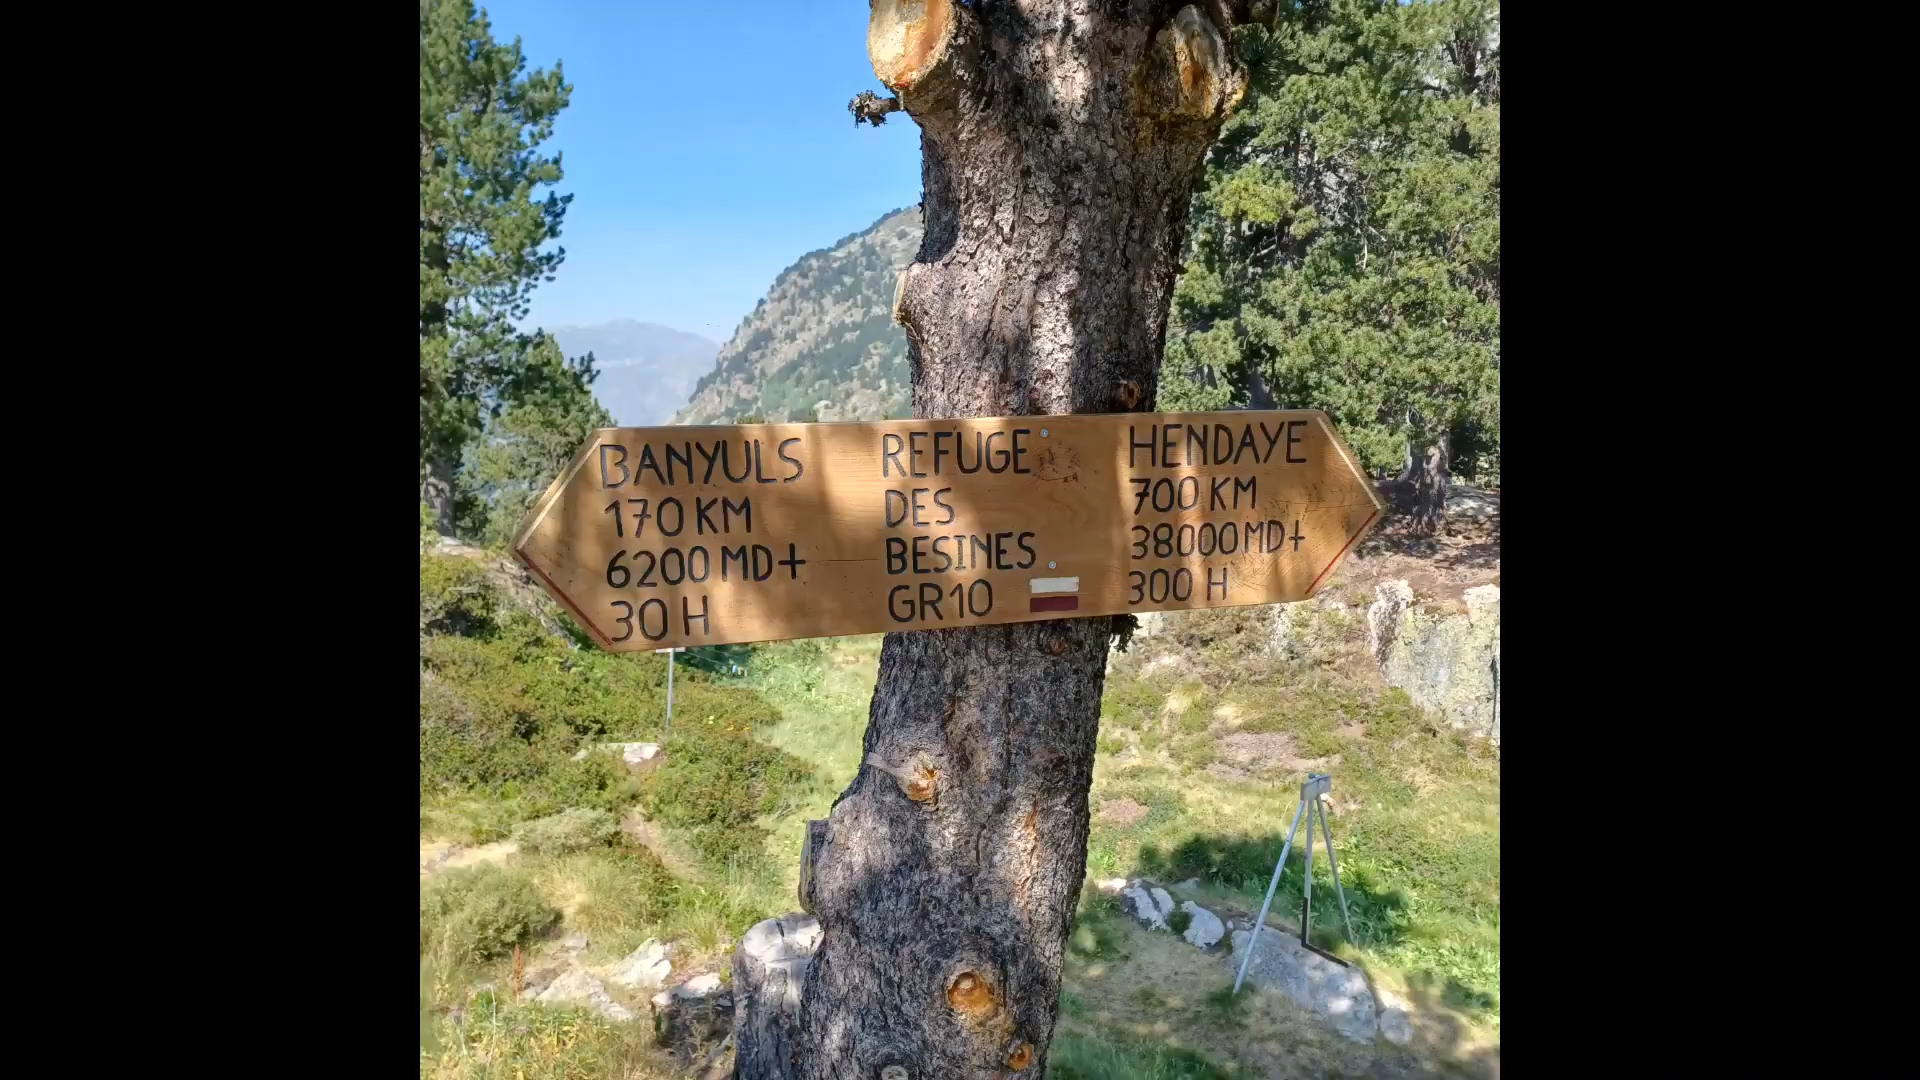 BANYULS
170 KM
6200 MD+
30 H
REFUGE
DES
BESINES
GR10
HENDAYE
700 KM
38000 MD+
300 H